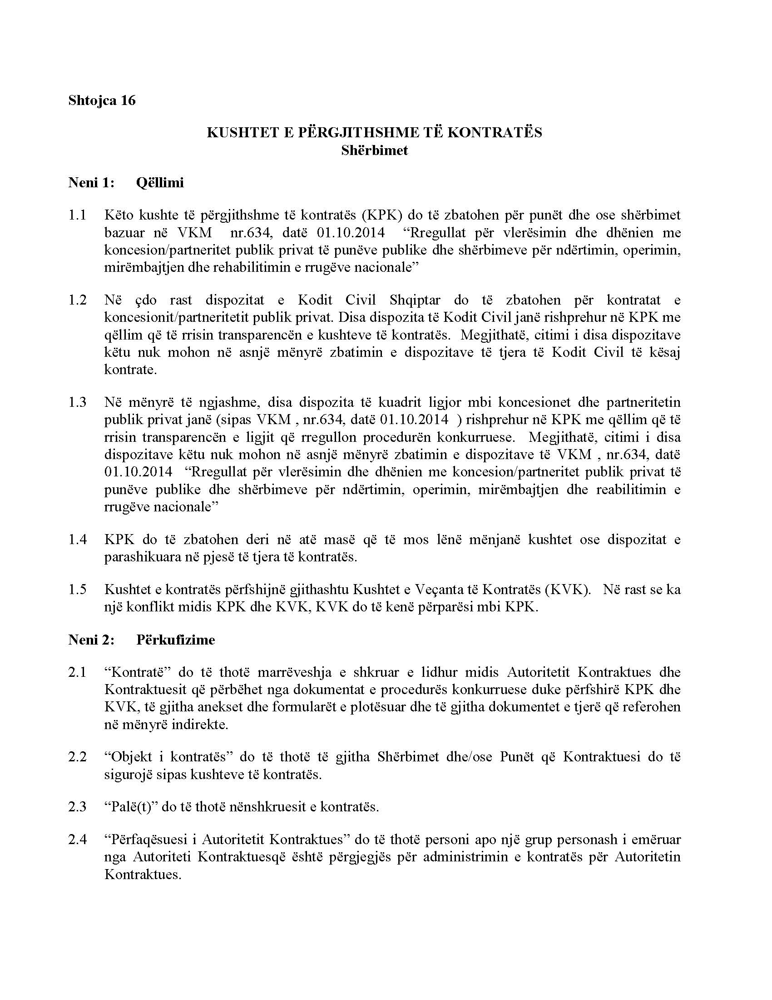 Shtojca 16
KUSHTET E PËRGJITHSHME TË KONTRATËS
Shërbimet
Neni 1: Qëllimi
1.1 Këto kushte të përgjithshme të kontratës (KPK) do të zbatohen për punët dhe ose shërbimet
bazuar në VKM nr.634, datë 01.10.2014 “Rregullat për vlerësimin dhe dhënien me
koncesion/partneritet publik privat të punëve publike dhe shërbimeve për ndërtimin, operimin,
mirëmbajtjen dhe rehabilitimin e rrugëve nacionale”
1.2 Në çdo rast dispozitat e Kodit Civil Shqiptar do të zbatohen për kontratat e
koncesionit/partneritetit publik privat. Disa dispozita të Kodit Civil janë rishprehur në KPK me
qëllim që të rrisin transparencën e kushteve të kontratës. Megjithatë, citimi i disa dispozitave
këtu nuk mohon në asnjë mënyrë zbatimin e dispozitave të tjera të Kodit Civil të kësaj
kontrate.
1.3 Në mënyrë të ngjashme, disa dispozita të kuadrit ligjor mbi koncesionet dhe partneritetin
publik privat janë (sipas VKM , nr.634, datë 01.10.2014 ) rishprehur në KPK me qëllim që të
rrisin transparencën e ligjit që rregullon procedurën konkurruese. Megjithatë, citimi i disa
dispozitave këtu nuk mohon në asnjë mënyrë zbatimin e dispozitave të VKM , nr.634, datë
01.10.2014 “Rregullat për vlerësimin dhe dhënien me koncesion/partneritet publik privat të
punëve publike dhe shërbimeve për ndërtimin, operimin, mirëmbajtjen dhe reabilitimin e
rrugëve nacionale”
1.4 KPK do të zbatohen deri në atë masë që të mos lënë mënjanë kushtet ose dispozitat e
parashikuara në pjesë të tjera të kontratës.
1.5 Kushtet e kontratës përfshijnë gjithashtu Kushtet e Veçanta të Kontratës (KVK). Në rast se ka
një konflikt midis KPK dhe KVK, KVK do të kenë përparësi mbi KPK.
Neni 2: Përkufizime
2.1 “Kontratë” do të thotë marrëveshja e shkruar e lidhur midis Autoritetit Kontraktues dhe
Kontraktuesit që përbëhet nga dokumentat e procedurës konkurruese duke përfshirë KPK dhe
KVK, të gjitha anekset dhe formularët e plotësuar dhe të gjitha dokumentet e tjerë që referohen
në mënyrë indirekte.
2.2 “Objekt i kontratës” do të thotë të gjitha Shërbimet dhe/ose Punët që Kontraktuesi do të
sigurojë sipas kushteve të kontratës.
2.3 “Palë(t)” do të thotë nënshkruesit e kontratës.
2.4 “Përfaqësuesi i Autoritetit Kontraktues” do të thotë personi apo një grup personash i emëruar
nga Autoriteti Kontraktuesqë është përgjegjës për administrimin e kontratës për Autoritetin
Kontraktues.